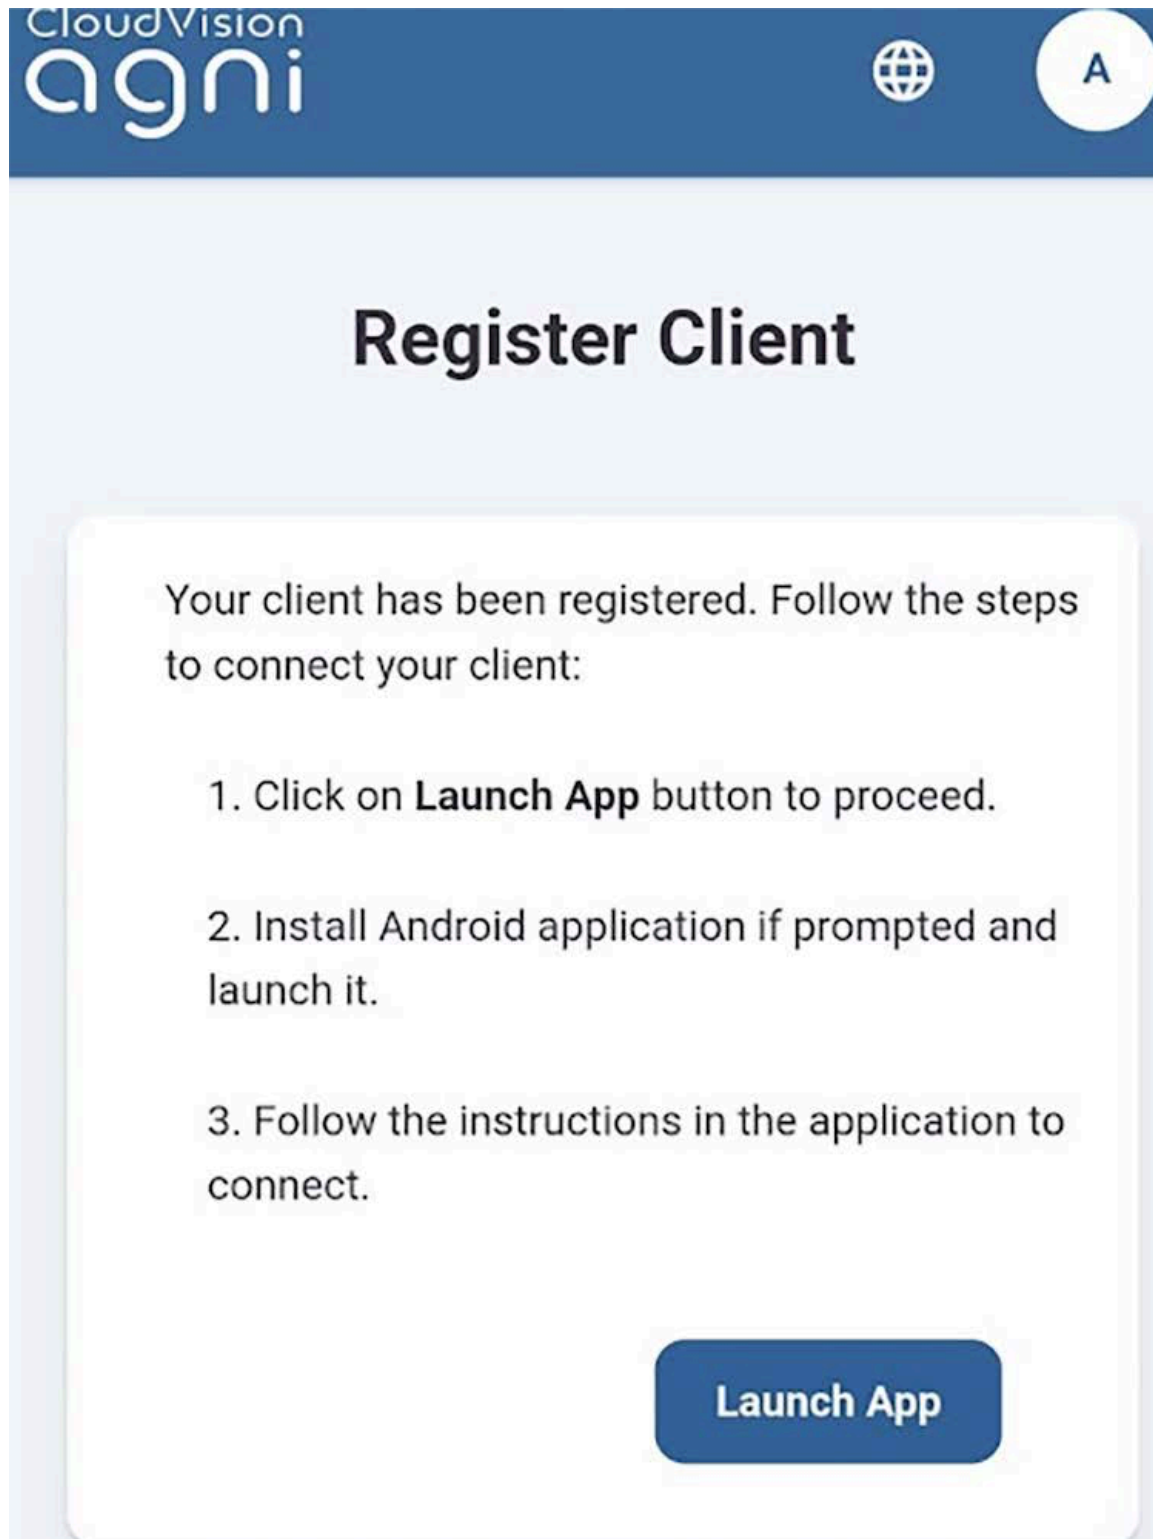 CloudVision
agni
A
Register Client
Your client has been registered. Follow the steps
to connect your client:
1. Click on Launch App button to proceed.
2. Install Android application if prompted and
launch it.
3. Follow the instructions in the application to
connect.
Launch App